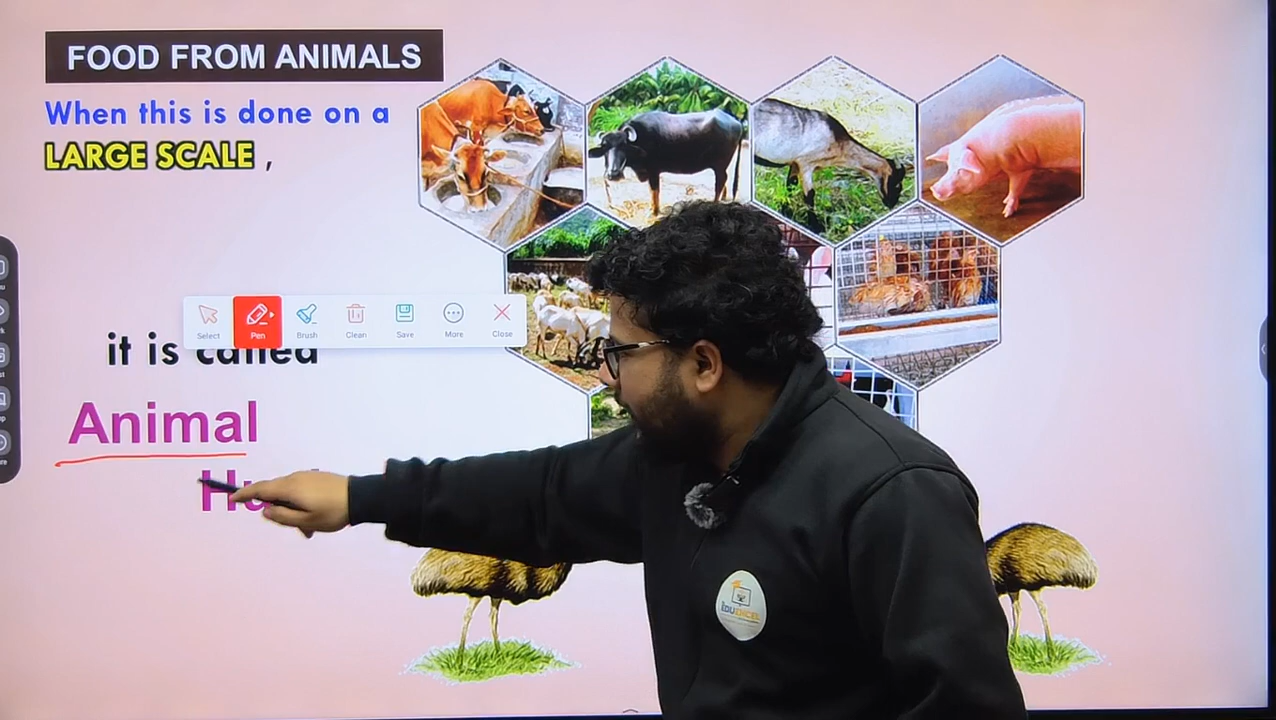 FOOD FROM ANIMALS
When this is done on a
LARGE SCALE ,
Select
Pen
Brush
Clean
Save
More
Close
it is called
Animal
EDUEXCEL